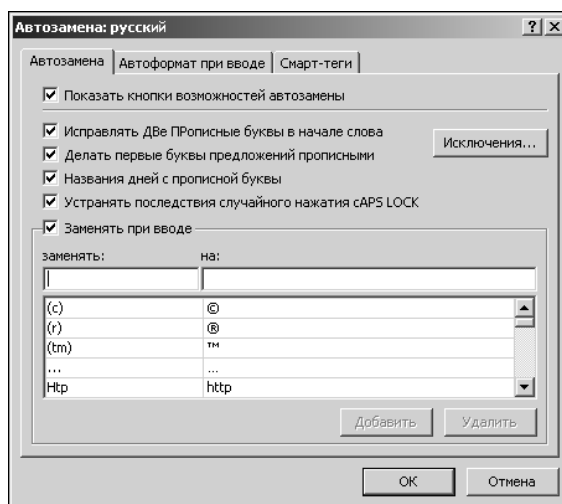 Автозамена: русский
Автозамена Автоформат при вводе Смарт-теги
Показать кнопки возможностей автозамены
Исправлять ДВе ПРописные буквы в начале слова
Исключения...
Делать первые буквы предложений прописными
Названия дней с прописной буквы
Устранять последствия случайного нажатия cAPS LOCK
Заменять при вводе
заменять: на:
(c) ©
(r) ®
(tm) ™
... …
Htp http
Добавить Удалить
ОК Отмена